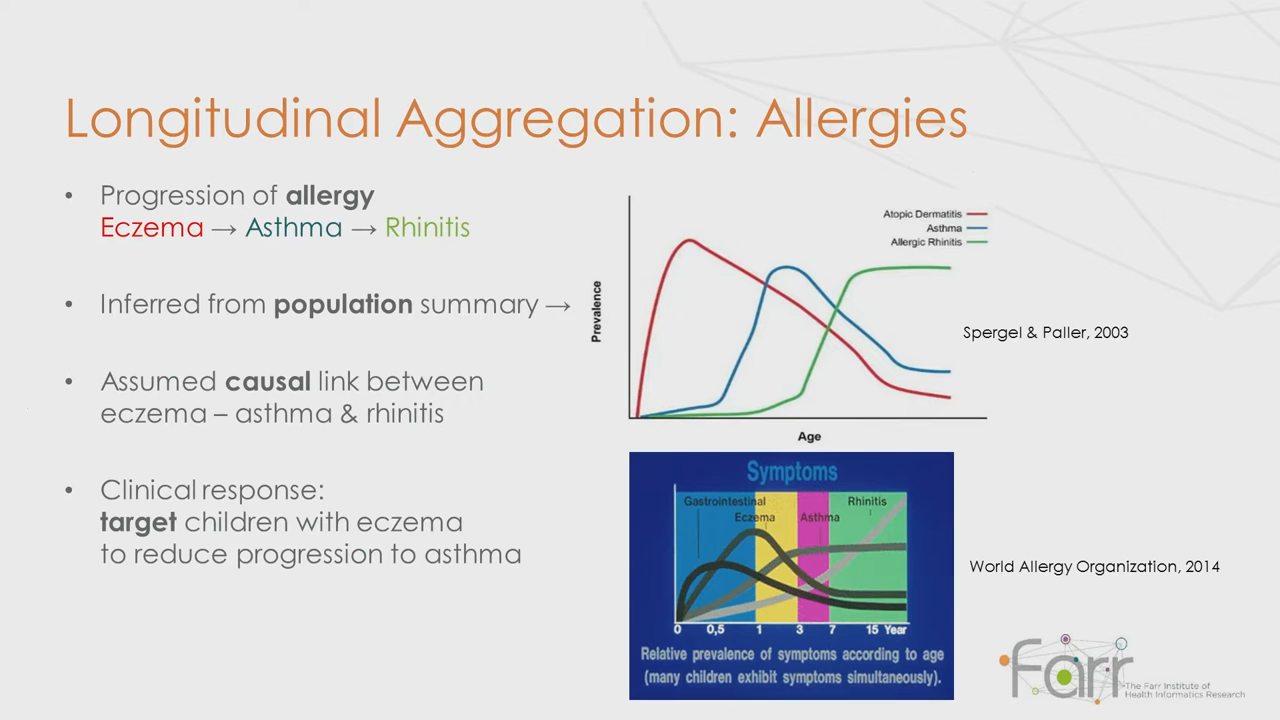 Longitudinal Aggregation: Allergies
• Progression of allergy
Eczema → Asthma → Rhinitis
• Inferred from population summary →
• Assumed causal link between
eczema – asthma & rhinitis
• Clinical response:
target children with eczema
to reduce progression to asthma
Atopic Dermatitis
Asthma
Allergic Rhinitis
Prevalence
Age
Spergel & Paller, 2003
Symptoms
Gastrointestinal
Rhinitis
Eczema
Asthma
0 0,5 1 3 7 15 Year
Relative prevalence of symptoms according to age
(many children exhibit symptoms simultaneously).
World Allergy Organization, 2014
farr
The Farr Institute of
Health Informatics Research